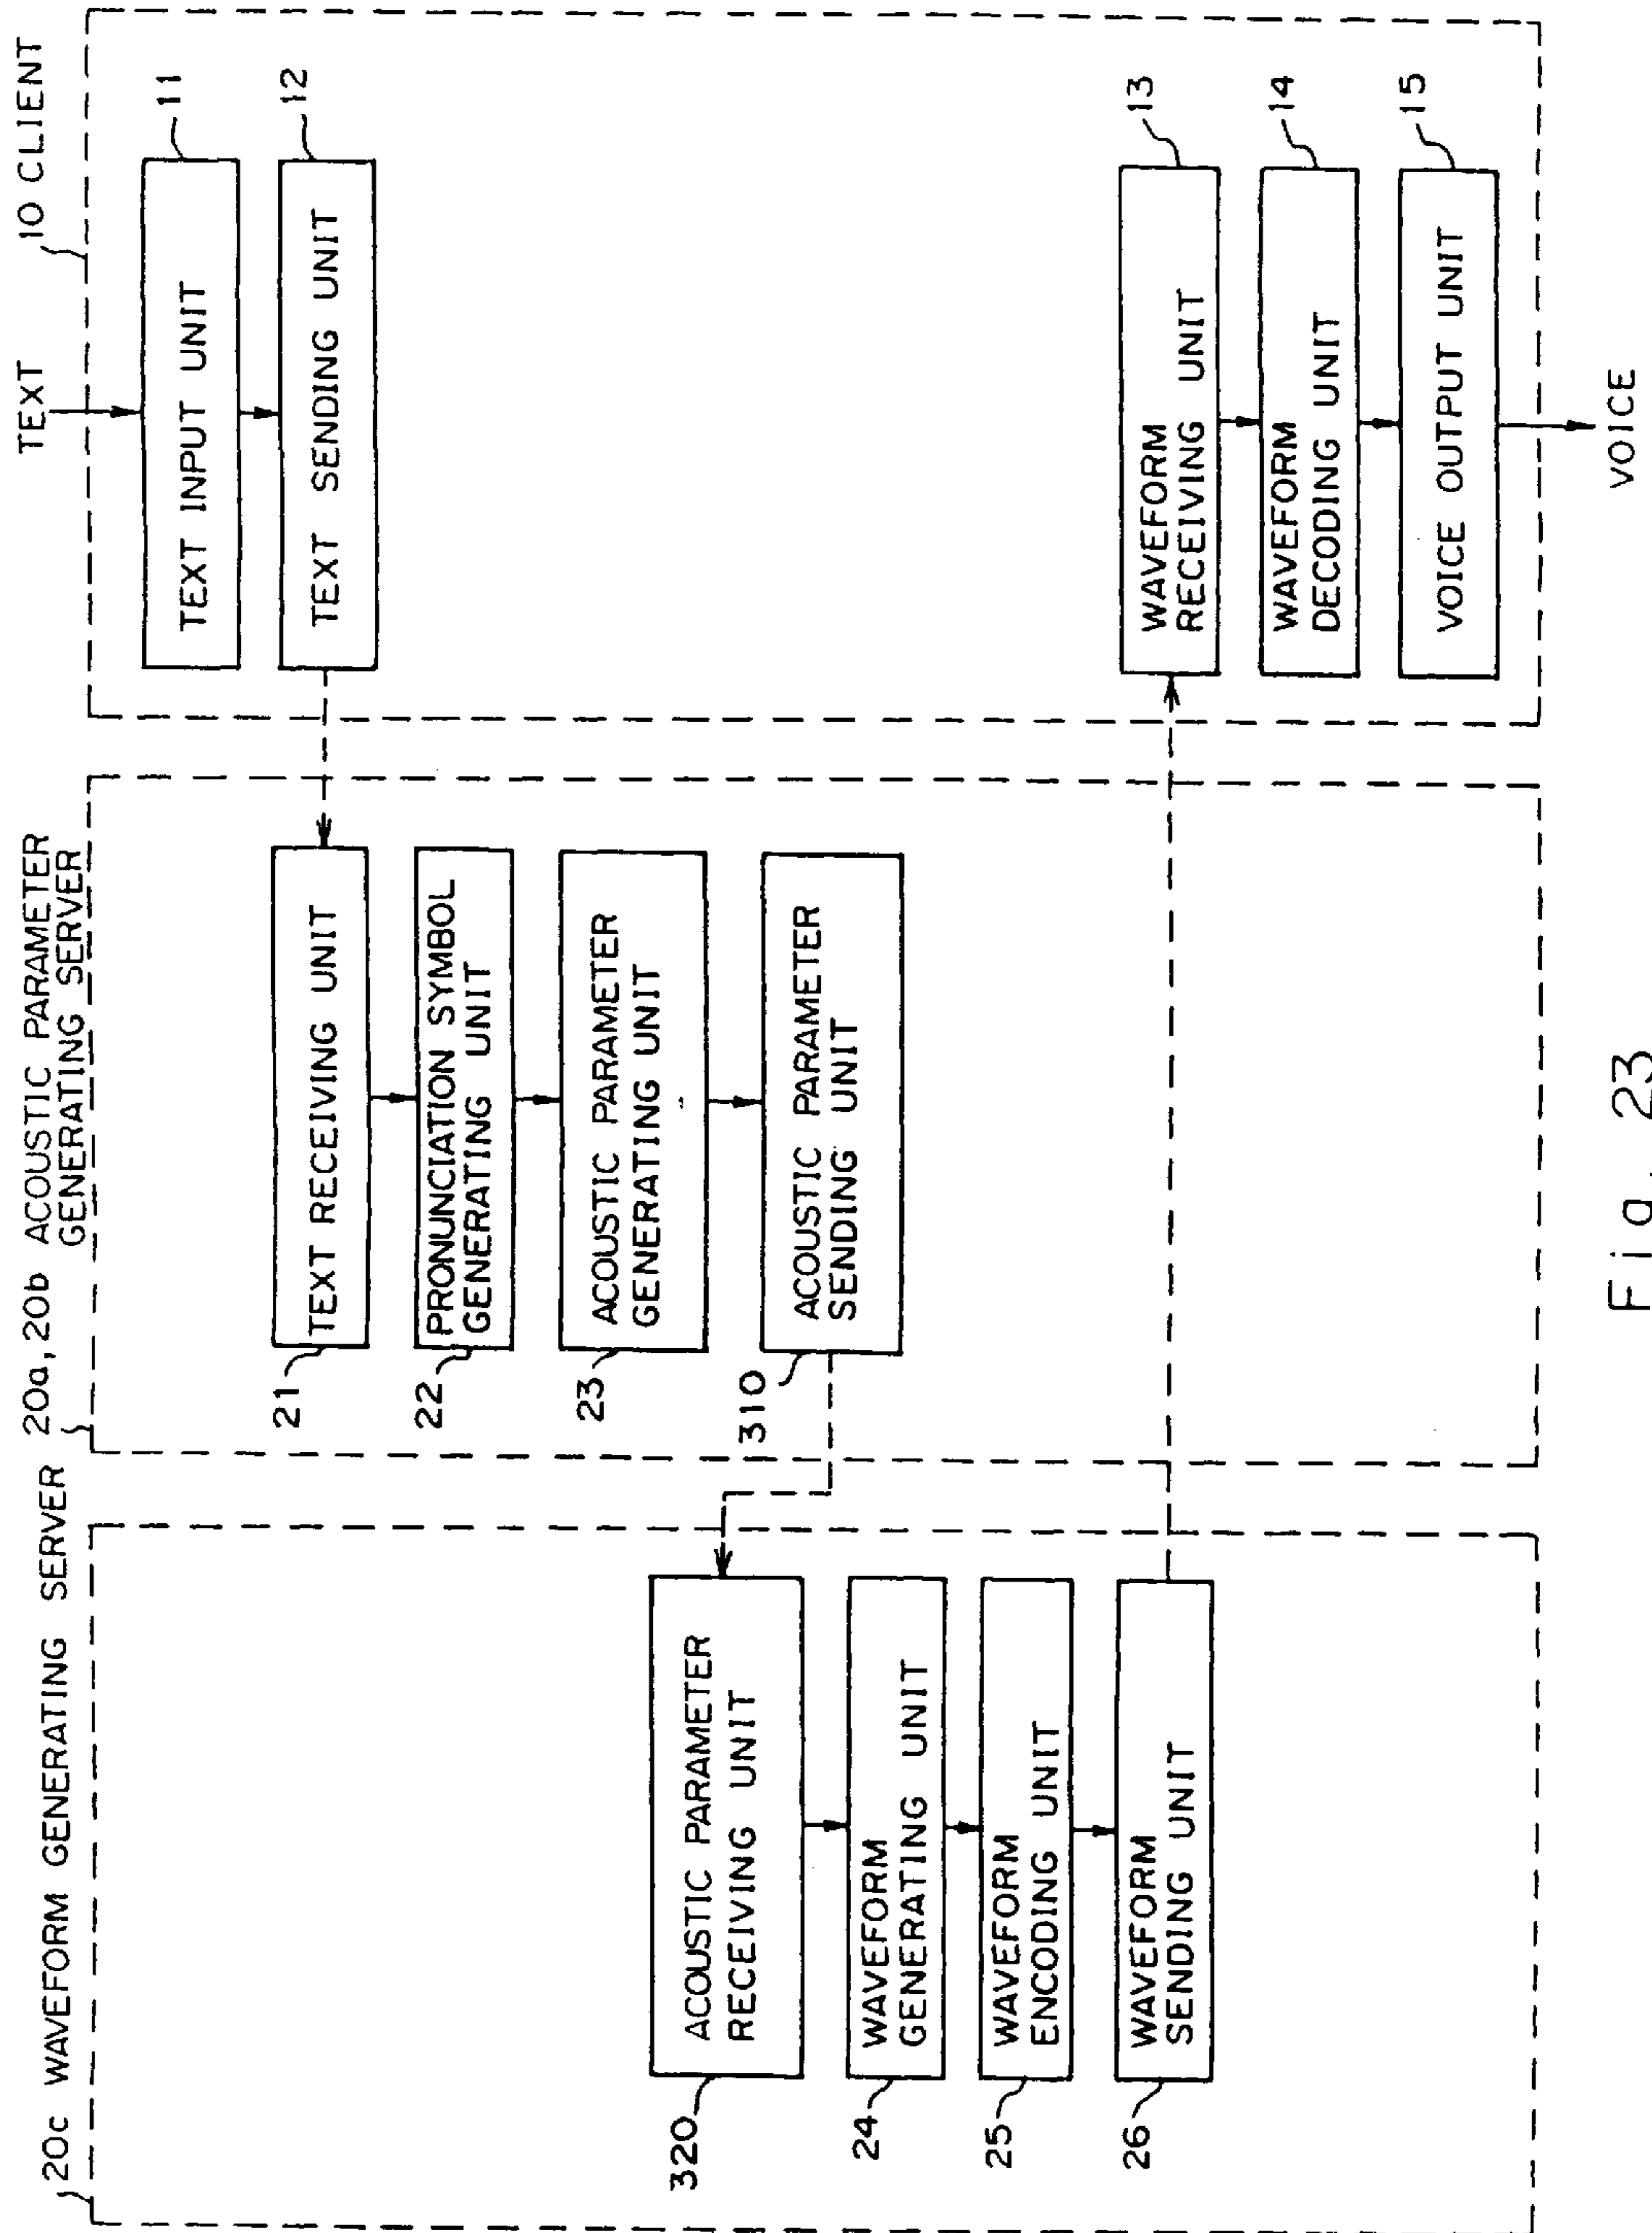 20c WAVEFORM GENERATING SERVER
320
ACOUSTIC PARAMETER
RECEIVING UNIT
24
WAVEFORM
GENERATING UNIT
25
WAVEFORM
ENCODING UNIT
26
WAVEFORM
SENDING UNIT
20a,20b ACOUSTIC PARAMETER
GENERATING SERVER
21
TEXT RECEIVING UNIT
22
PRONUNCIATION SYMBOL
GENERATING UNIT
23
ACOUSTIC PARAMETER
GENERATING UNIT
310
ACOUSTIC PARAMETER
SENDING UNIT
TEXT
10 CLIENT
TEXT INPUT UNIT
11
TEXT SENDING UNIT
12
WAVEFORM
RECEIVING UNIT
13
WAVEFORM
DECODING UNIT
14
VOICE OUTPUT UNIT
15
VOICE
Fig. 23